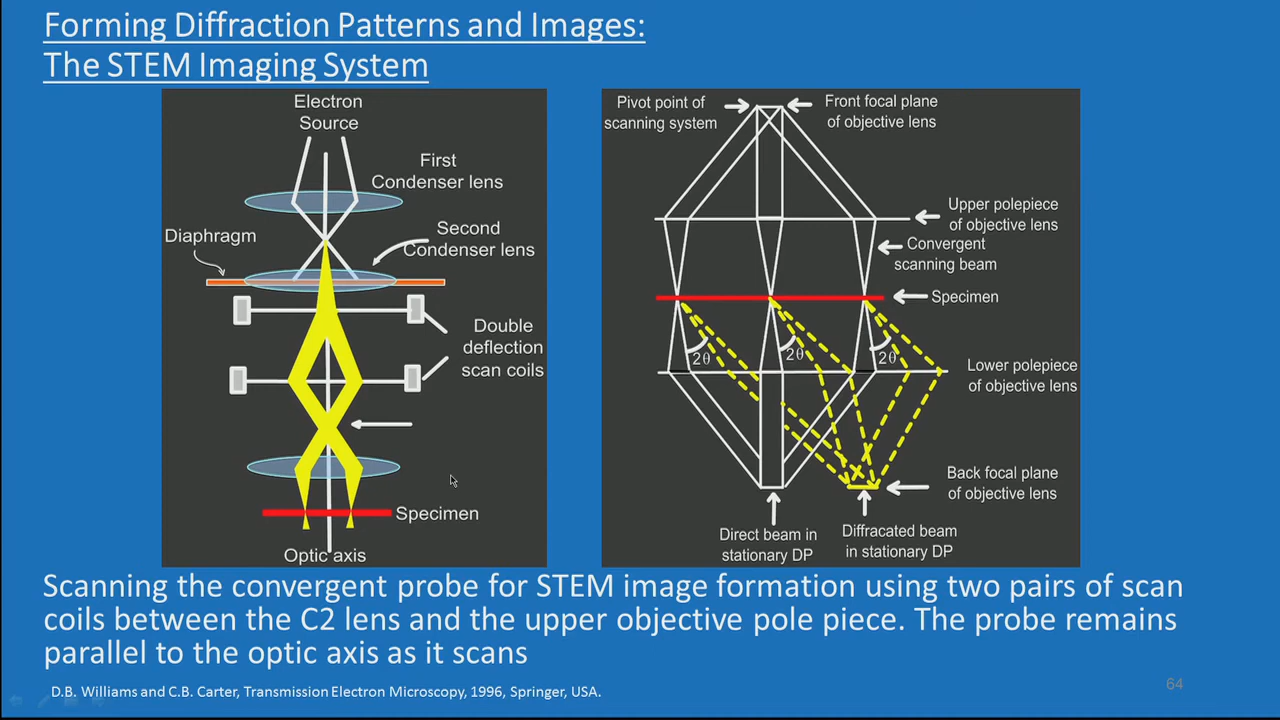 Forming Diffraction Patterns and Images:
The STEM Imaging System
Electron
Source
First
Condenser lens
Diaphragm
Second
Condenser lens
Double
deflection
scan coils
Specimen
Optic axis
Pivot point of
scanning system
Front focal plane
of objective lens
Upper polepiece
of objective lens
Convergent
scanning beam
Specimen
2θ
2θ
2θ
Lower polepiece
of objective lens
Back focal plane
of objective lens
Direct beam in
stationary DP
Diffracated beam
in stationary DP
Scanning the convergent probe for STEM image formation using two pairs of scan
coils between the C2 lens and the upper objective pole piece. The probe remains
parallel to the optic axis as it scans
D.B. Williams and C.B. Carter, Transmission Electron Microscopy, 1996, Springer, USA.
64